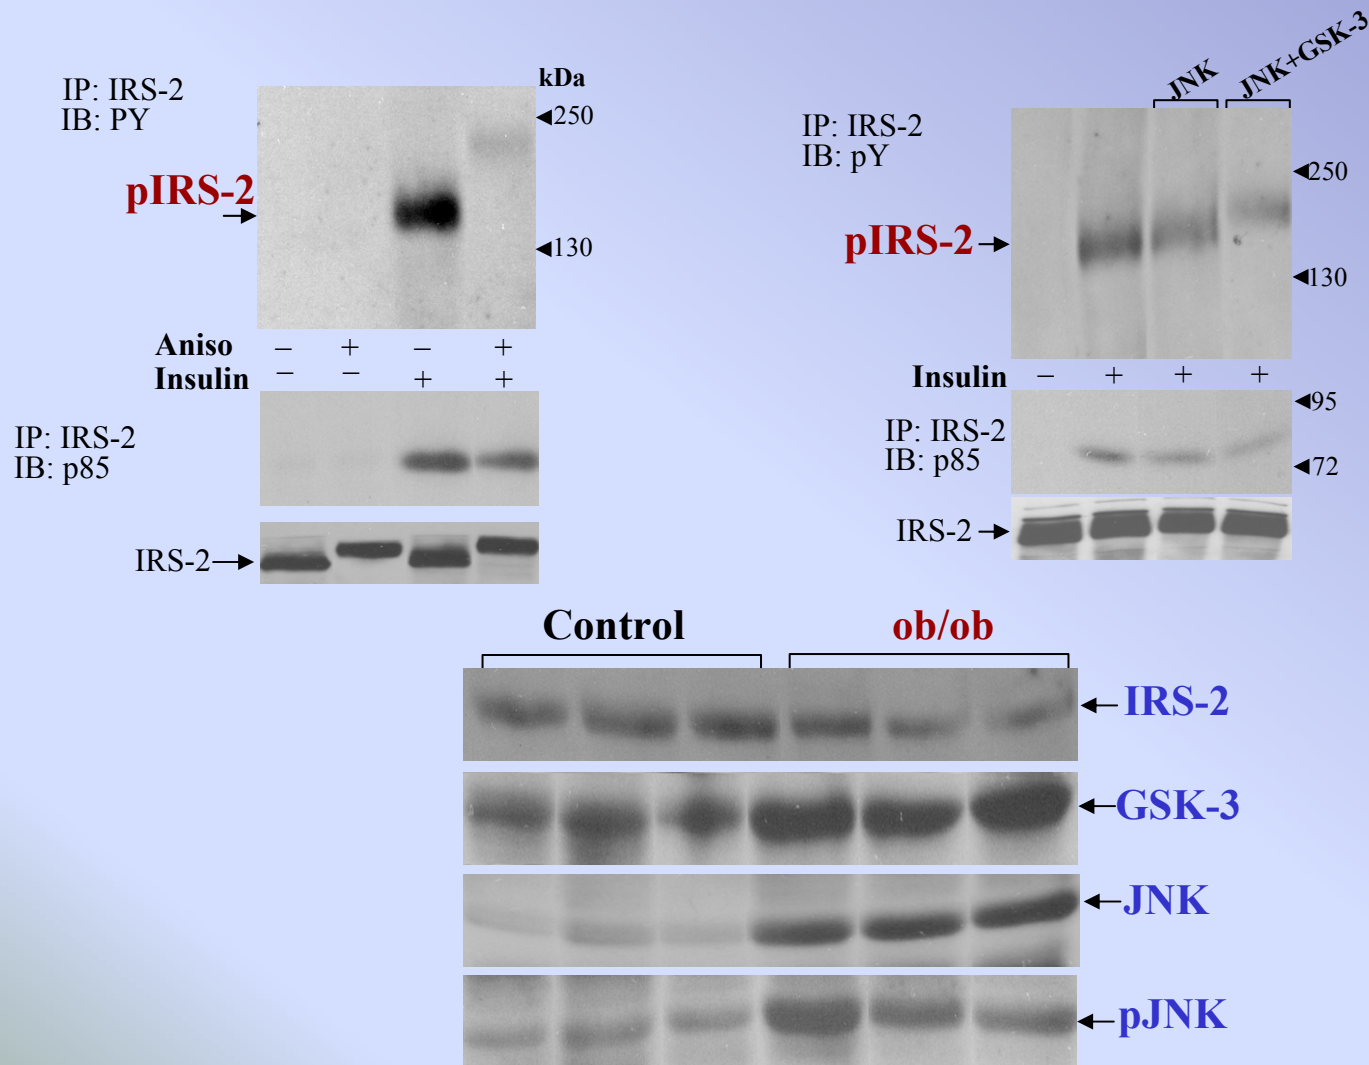 IP: IRS-2
IB: PY
kDa
◄250
pIRS-2
◄130
Aniso – + – +
Insulin – – + +
IP: IRS-2
IB: p85
IRS-2
JNK JNK+GSK-3
IP: IRS-2
IB: pY
◄250
pIRS-2
◄130
Insulin – + + +
◄95
IP: IRS-2
IB: p85
◄72
IRS-2
Control ob/ob
IRS-2
GSK-3
JNK
pJNK